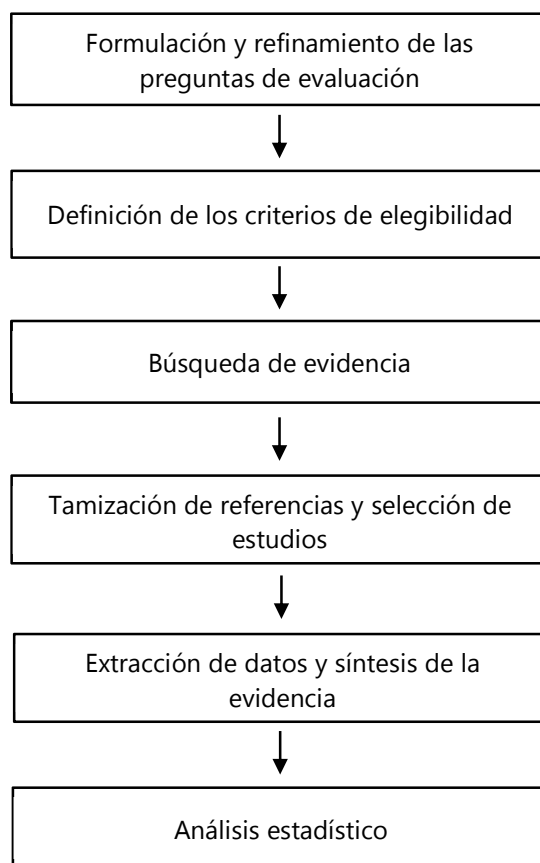 Formulación y refinamiento de las
preguntas de evaluación
Definición de los criterios de elegibilidad
Búsqueda de evidencia
Tamización de referencias y selección de
estudios
Extracción de datos y síntesis de la
evidencia
Análisis estadístico